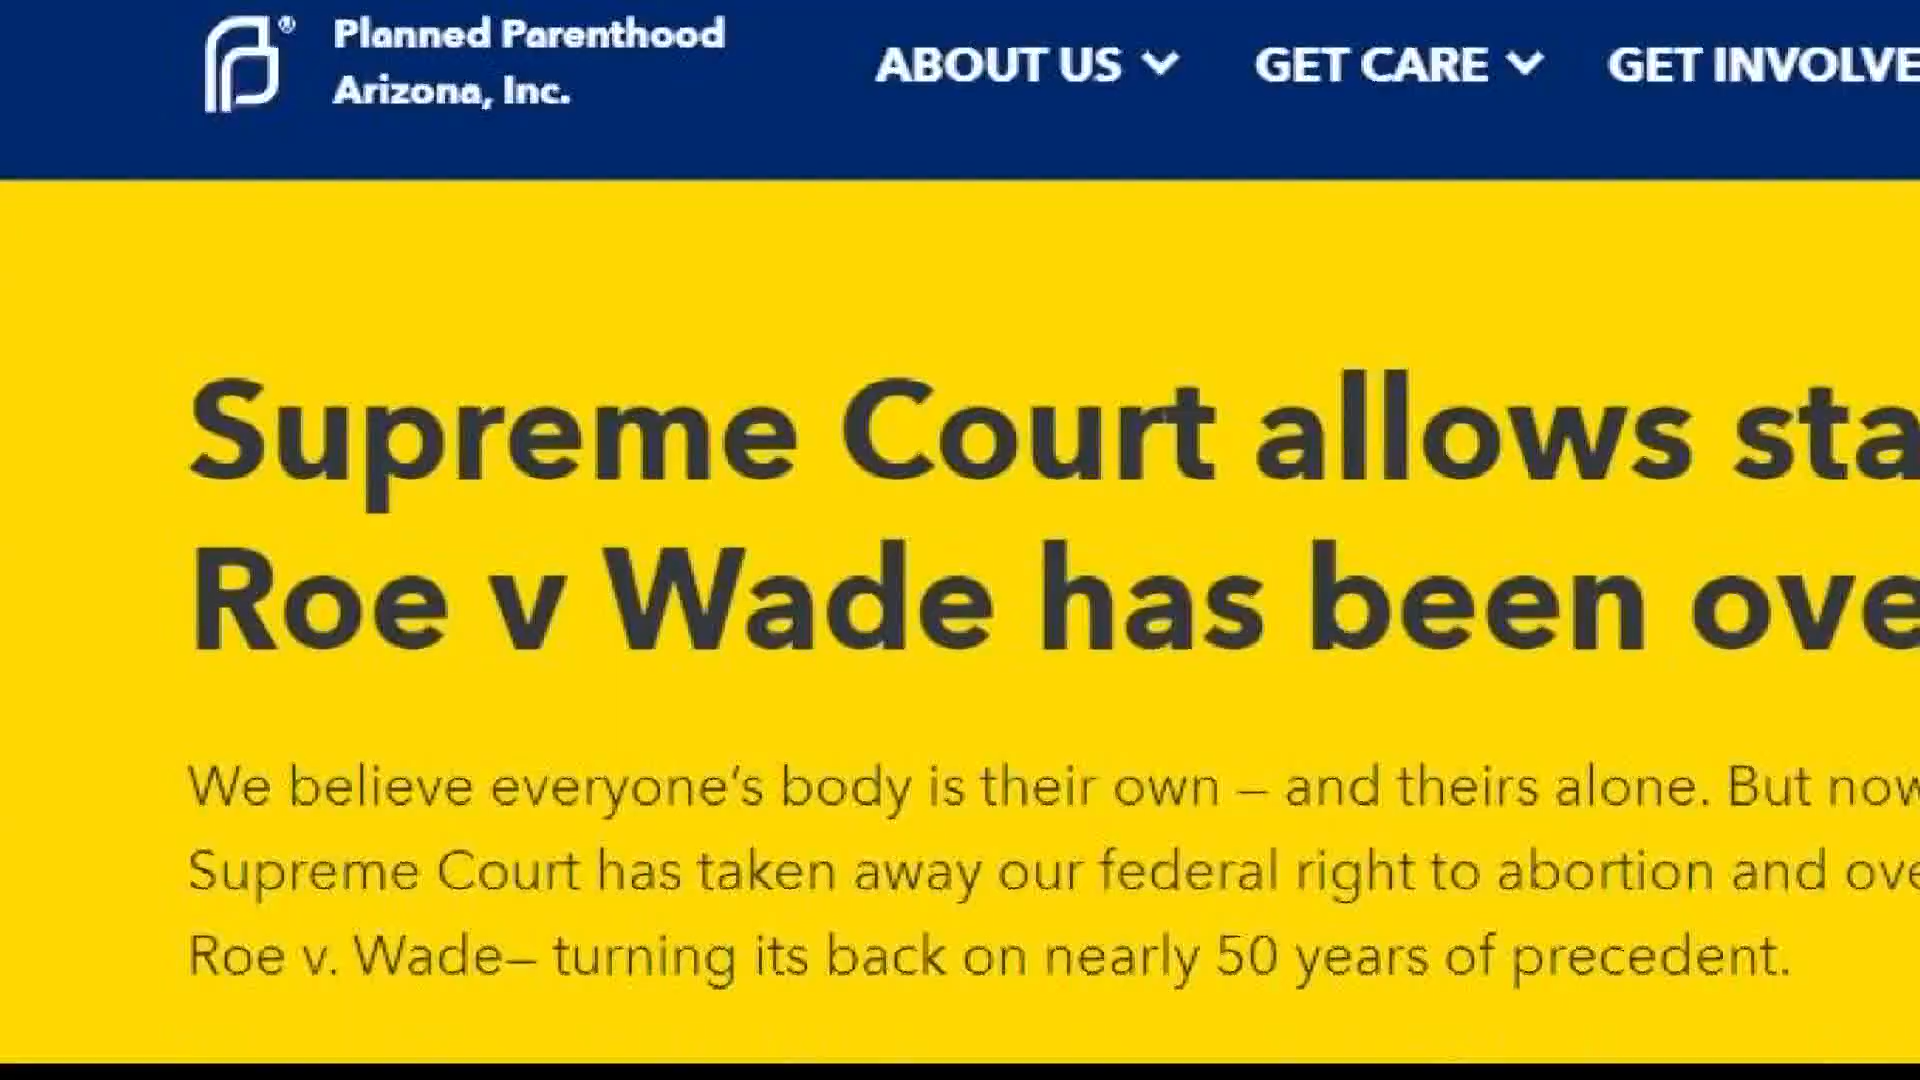 Planned Parenthood®
Arizona, Inc.
ABOUT US GET CARE GET INVOLVE
Supreme Court allows sta
Roe v Wade has been ove
We believe everyone's body is their own – and theirs alone. But now
Supreme Court has taken away our federal right to abortion and ove
Roe v. Wade– turning its back on nearly 50 years of precedent.